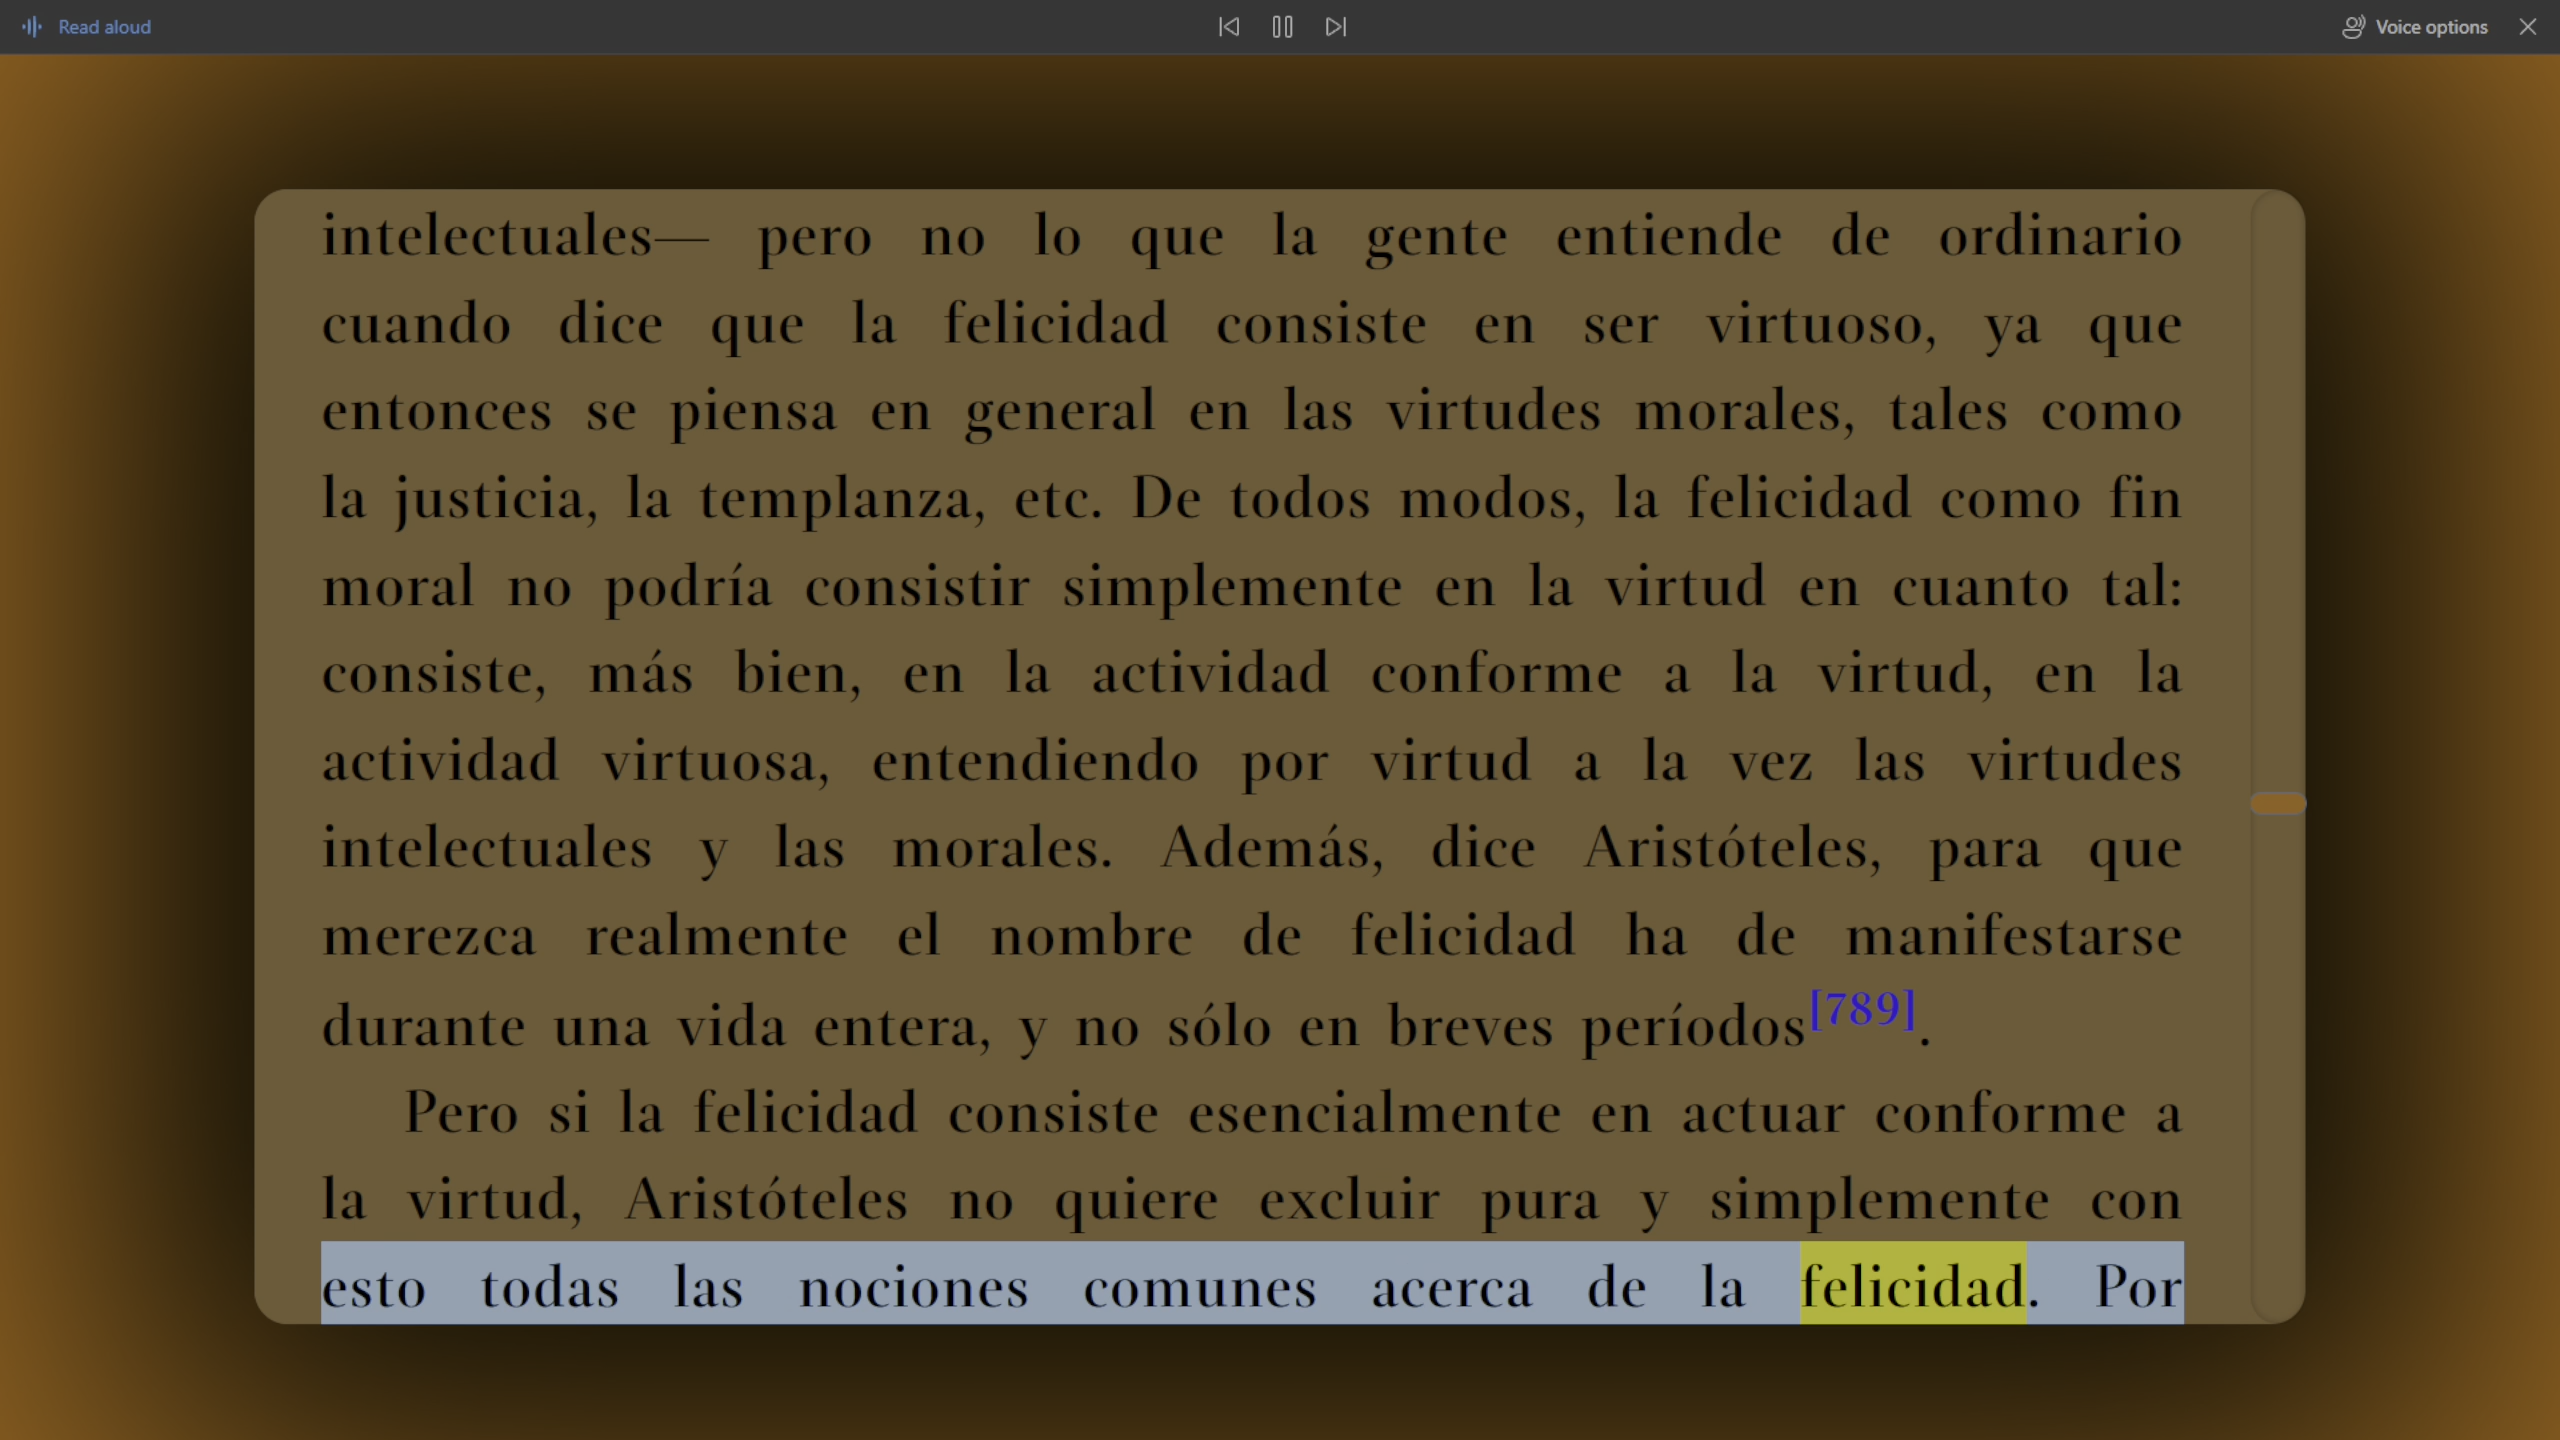 Read aloud
Voice options
intelectuales— pero no lo que la gente entiende de ordinario
cuando dice que la felicidad consiste en ser virtuoso, ya que
entonces se piensa en general en las virtudes morales, tales como
la justicia, la templanza, etc. De todos modos, la felicidad como fin
moral no podría consistir simplemente en la virtud en cuanto tal:
consiste, más bien, en la actividad conforme a la virtud, en la
actividad virtuosa, entendiendo por virtud a la vez las virtudes
intelectuales y las morales. Además, dice Aristóteles, para que
merezca realmente el nombre de felicidad ha de manifestarse
durante una vida entera, y no sólo en breves períodos[789].
Pero si la felicidad consiste esencialmente en actuar conforme a
la virtud, Aristóteles no quiere excluir pura y simplemente con
esto todas las nociones comunes acerca de la felicidad. Por